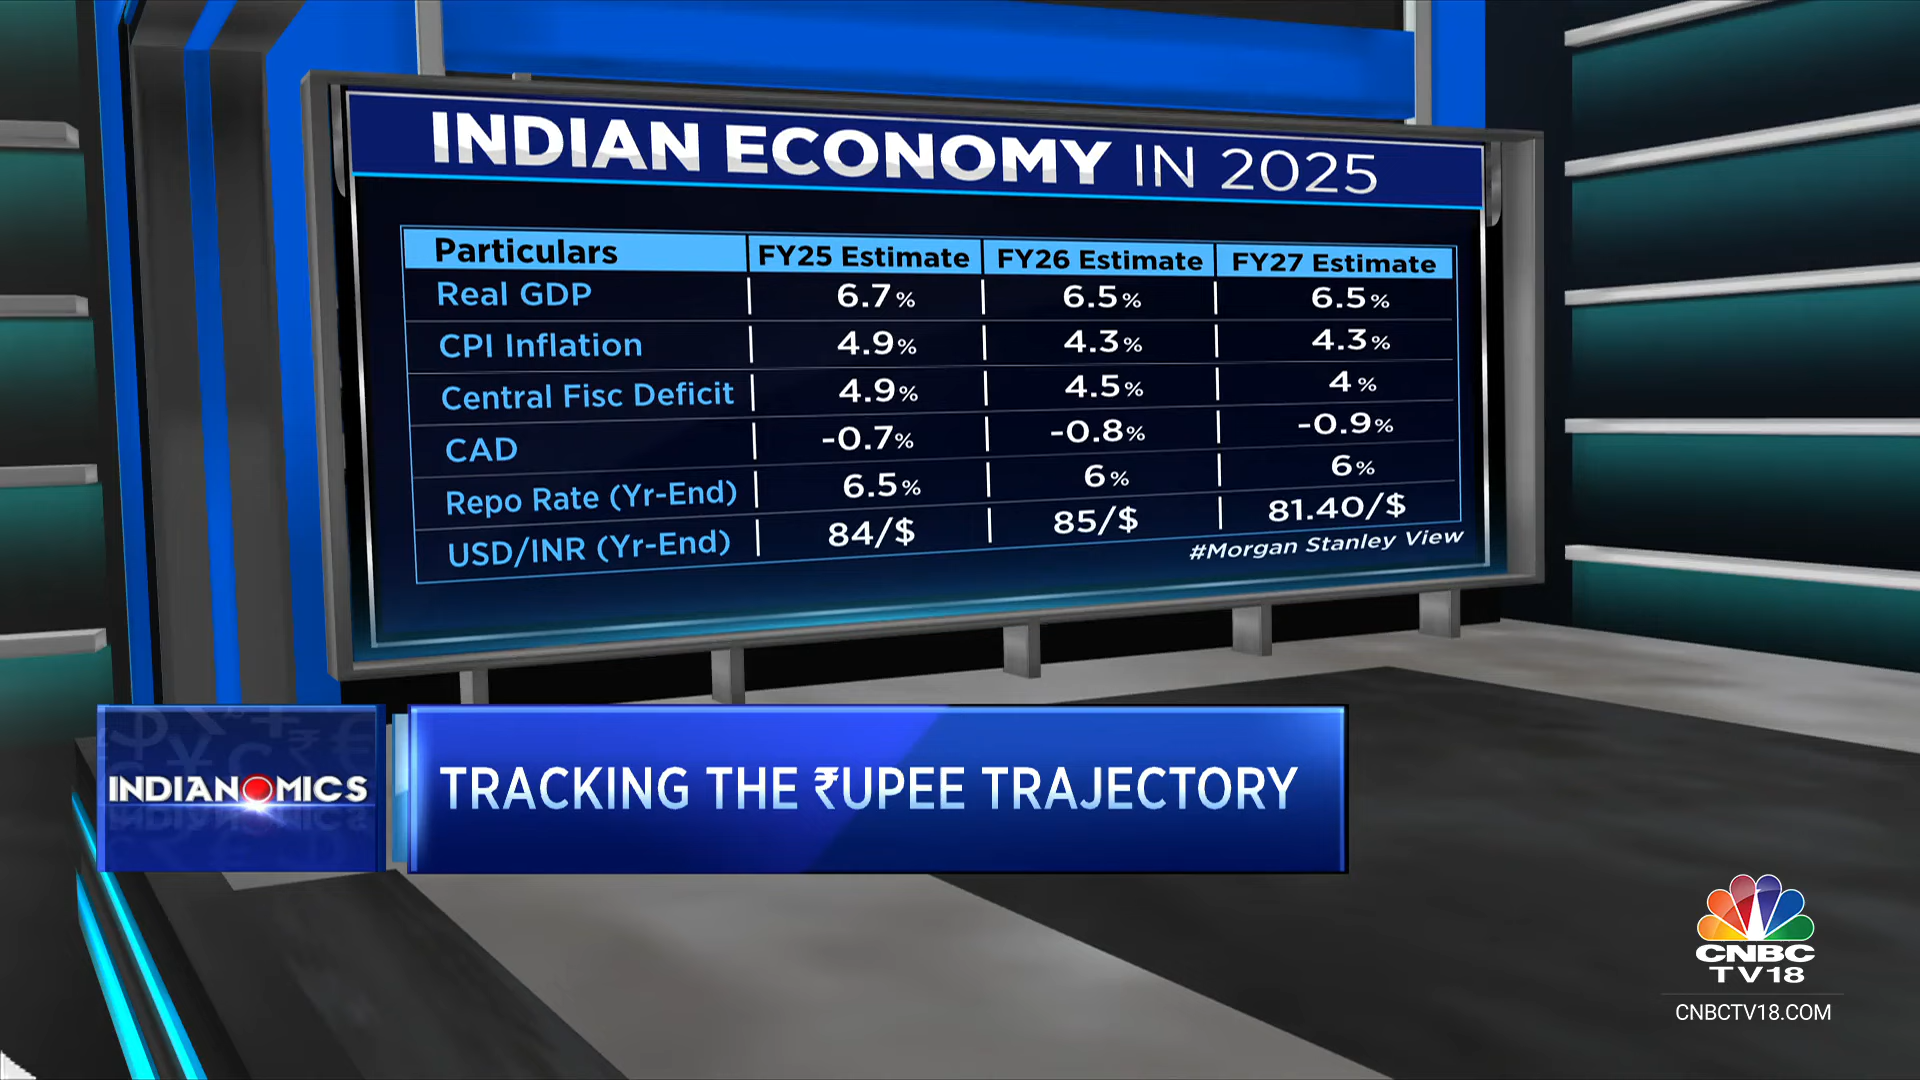 INDIAN ECONOMY IN 2025
Particulars FY25 Estimate FY26 Estimate FY27 Estimate
Real GDP 6.7% 6.5% 6.5%
CPI Inflation 4.9% 4.3% 4.3%
Central Fisc Deficit 4.9% 4.5% 4%
CAD -0.7% -0.8% -0.9%
Repo Rate (Yr-End) 6.5% 6% 6%
USD/INR (Yr-End) 84/$ 85/$ 81.40/$
#Morgan Stanley View
INDIANOMICS
TRACKING THE ₹UPEE TRAJECTORY
CNBC
TV18
CNBCTV18.COM